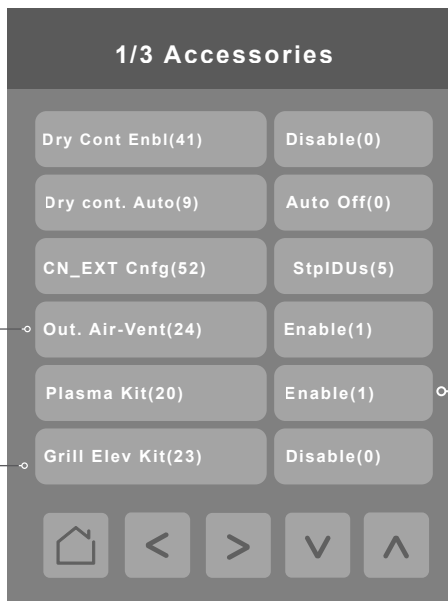 1/3 Accessories
Dry Cont Enbl(41) Disable(0)
Dry cont. Auto(9) Auto Off(0)
CN_EXT Cnfg(52) StpIDUs(5)
Out. Air-Vent(24) Enable(1)
Plasma Kit(20) Enable(1)
Grill Elev Kit(23) Disable(0)